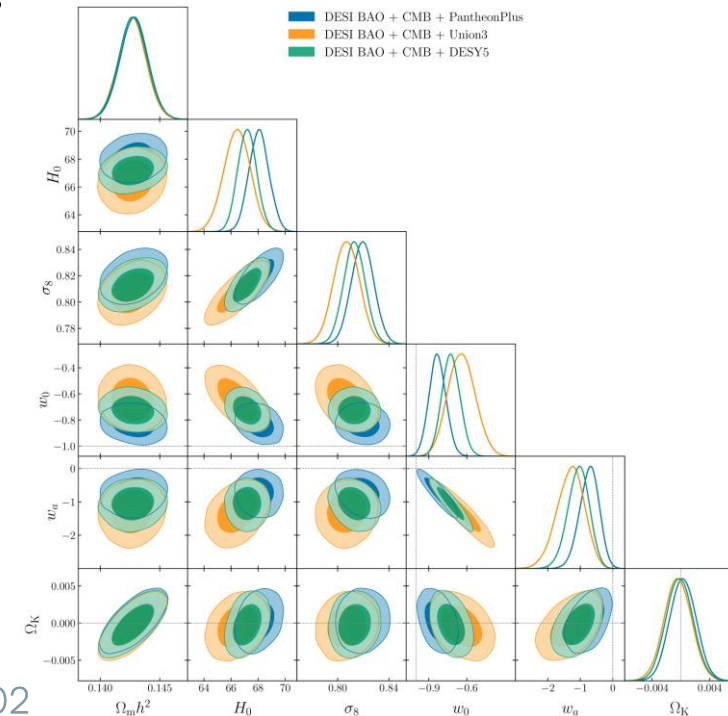 DESI BAO + CMB + PantheonPlus
DESI BAO + CMB + Union3
DESI BAO + CMB + DESY5
70
68
66
64
H₀
0.84
0.82
0.80
0.78
σ₈
−0.4
−0.6
−0.8
−1.0
w₀
0
−1
−2
wₐ
0.005
0.000
−0.005
Ω_K
0.140 0.145 64 66 68 70 0.80 0.84 −0.9 −0.6 −2 −1 0 −0.004 0.004
Ωₘh² H₀ σ₈ w₀ wₐ Ω_K
02